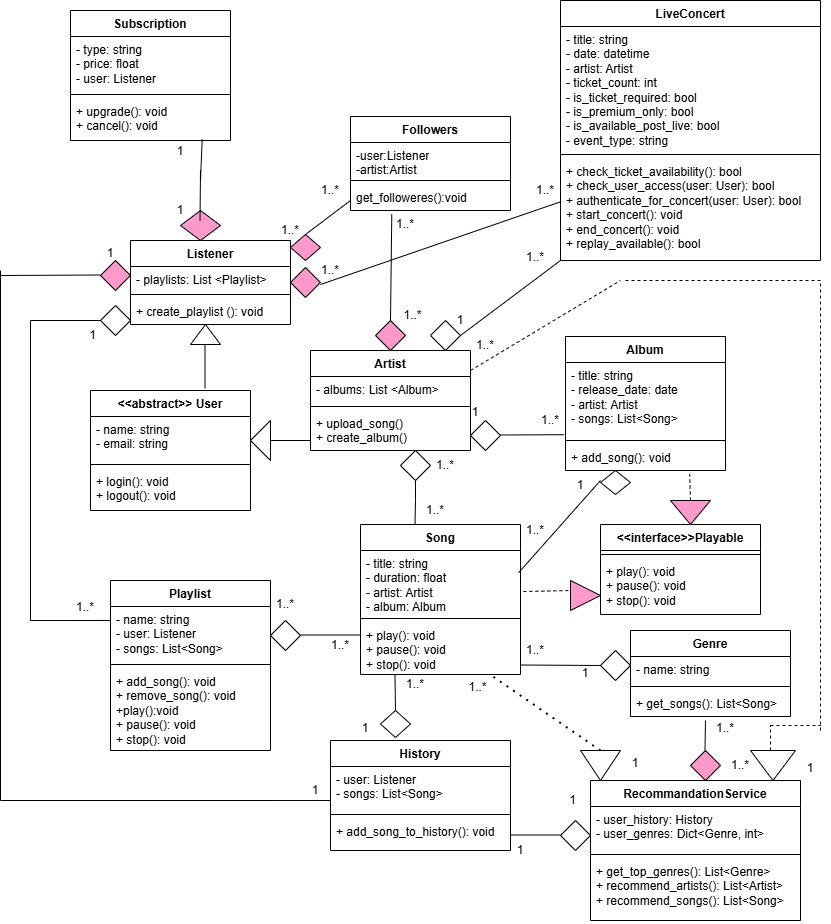 Subscription
- type: string
- price: float
- user: Listener
+ upgrade(): void
+ cancel(): void
1
1
Followers
-user:Listener
-artist:Artist
get_followeres():void
1..*
1..*
1..*
LiveConcert
- title: string
- date: datetime
- artist: Artist
- ticket_count: int
- is_ticket_required: bool
- is_premium_only: bool
- is_available_post_live: bool
- event_type: string
+ check_ticket_availability(): bool
+ check_user_access(user: User): bool
+ authenticate_for_concert(user: User): bool
+ start_concert(): void
+ end_concert(): void
+ replay_available(): bool
1..*
1..*
Listener
- playlists: List <Playlist>
+ create_playlist (): void
1
1
1..*
1..*
1
1..*
Artist
- albums: List <Album>
+ upload_song()
+ create_album()
1
1..*
1..*
Album
- title: string
- release_date: date
- artist: Artist
- songs: List<Song>
+ add_song(): void
1
<<abstract>> User
- name: string
- email: string
+ login(): void
+ logout(): void
1..*
1..*
Song
- title: string
- duration: float
- artist: Artist
- album: Album
+ play(): void
+ pause(): void
+ stop(): void
<<interface>>Playable
+ play(): void
+ pause(): void
+ stop(): void
1..*
Playlist
- name: string
- user: Listener
- songs: List<Song>
+ add_song(): void
+ remove_song(): void
+play():void
+ pause(): void
+ stop(): void
1..*
1..*
1..*
1
Genre
- name: string
+ get_songs(): List<Song>
1..*
1..*
1..*
1..*
1
1
1
History
- user: Listener
- songs: List<Song>
+ add_song_to_history(): void
1
1
1
RecommandationService
- user_history: History
- user_genres: Dict<Genre, int>
+ get_top_genres(): List<Genre>
+ recommend_artists(): List<Artist>
+ recommend_songs(): List<Song>